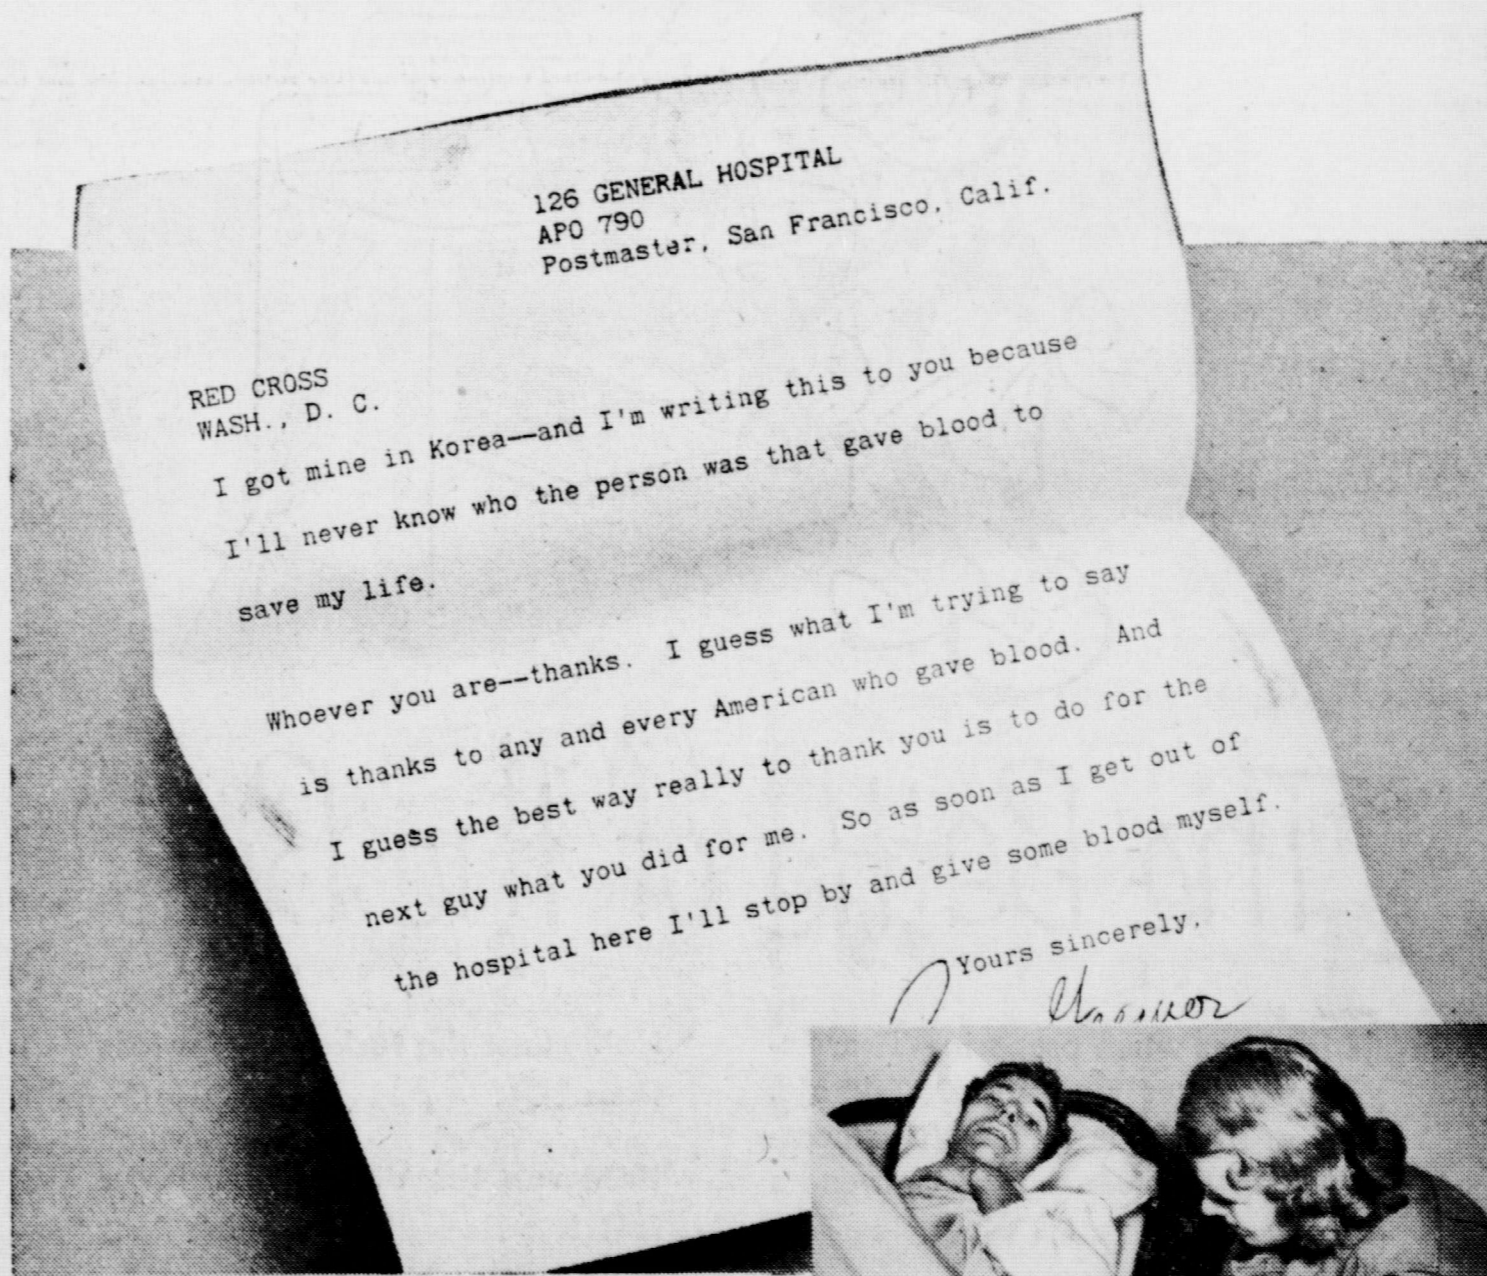 126 GENERAL HOSPITAL
APO 790
Postmaster, San Francisco, Calif.
RED CROSS
WASH., D. C.
I got mine in Korea--and I'm writing this to you because
I'll never know who the person was that gave blood to
save my life.
Whoever you are--thanks. I guess what I'm trying to say
is thanks to any and every American who gave blood. And
I guess the best way really to thank you is to do for the
next guy what you did for me. So as soon as I get out of
the hospital here I'll stop by and give some blood myself.
Yours sincerely,